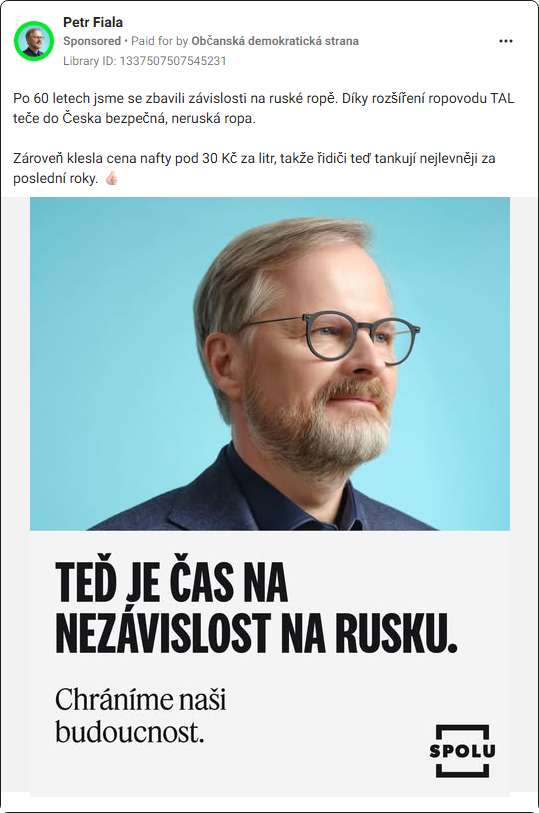 Petr Fiala
Sponsored • Paid for by Občanská demokratická strana
Library ID: 1337507507545231
Po 60 letech jsme se zbavili závislosti na ruské ropě. Díky rozšíření ropovodu TAL
teče do Česka bezpečná, neruská ropa.
Zároveň klesla cena nafty pod 30 Kč za litr, takže řidiči teď tankují nejlevněji za
poslední roky. 👍🏻
TEĎ JE ČAS NA
NEZÁVISLOST NA RUSKU.
Chráníme naši
budoucnost.
SPOLU